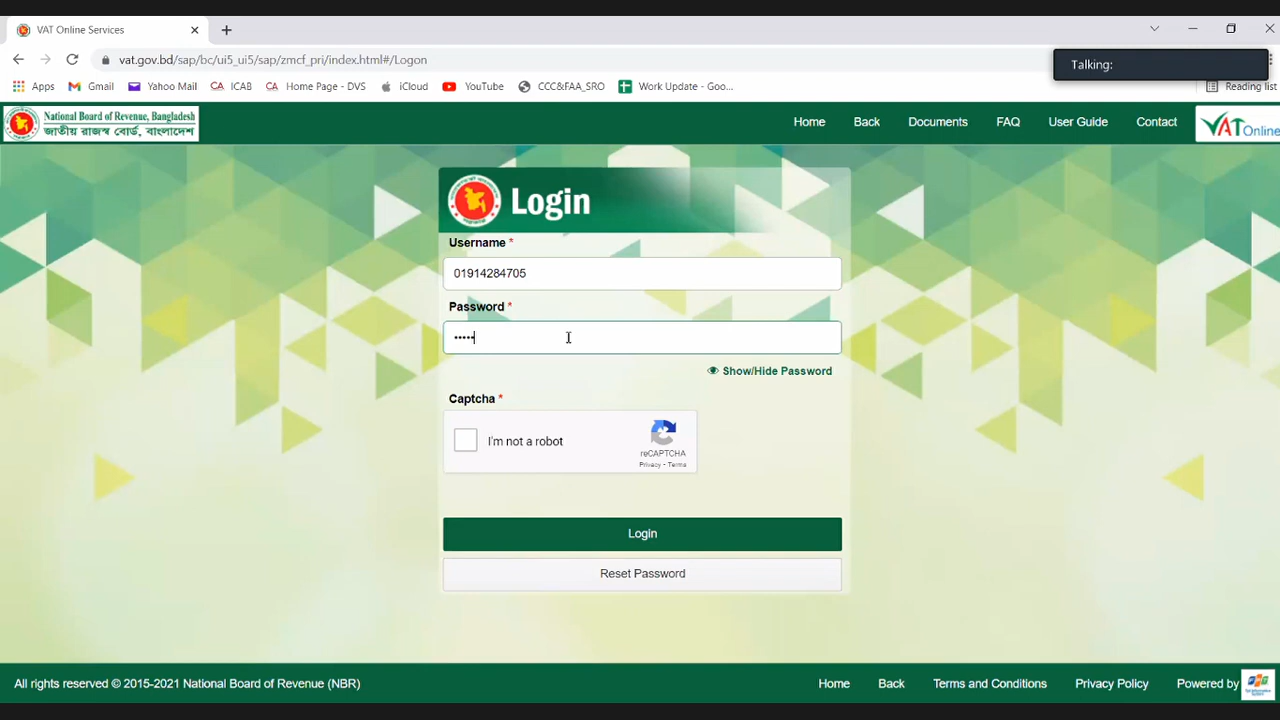 VAT Online Services
vat.gov.bd/sap/bc/ui5_ui5/sap/zmcf_pri/index.html#/Logon
Talking:
Apps Gmail Yahoo Mail CA ICAB CA Home Page - DVS iCloud YouTube CCC&FAA_SRO Work Update - Goo... Reading list
National Board of Revenue, Bangladesh
জাতীয় রাজস্ব বোর্ড, বাংলাদেশ
Home Back Documents FAQ User Guide Contact VAT Online
Login
Username *
01914284705
Password *
•••••
Show/Hide Password
Captcha *
I'm not a robot
reCAPTCHA
Privacy - Terms
Login
Reset Password
All rights reserved © 2015-2021 National Board of Revenue (NBR) Home Back Terms and Conditions Privacy Policy Powered by